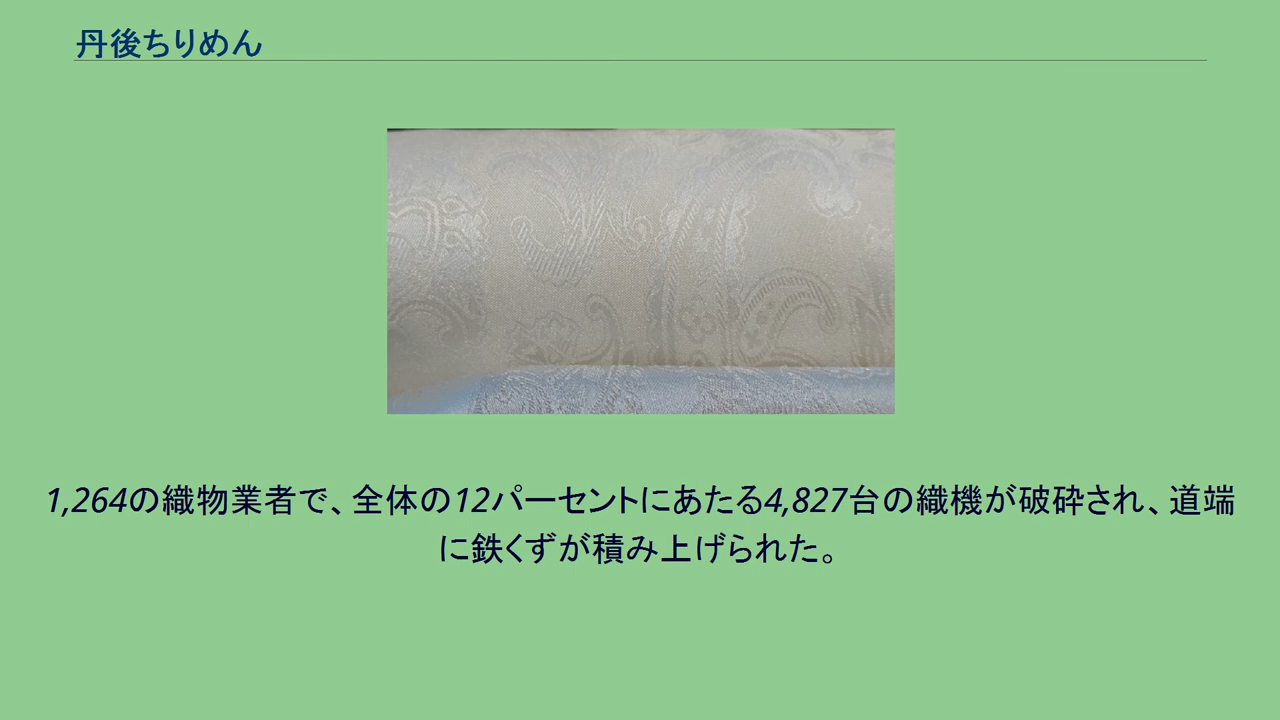 丹後ちりめん
1,264の織物業者で、全体の12パーセントにあたる4,827台の織機が破砕され、道端
に鉄くずが積み上げられた。